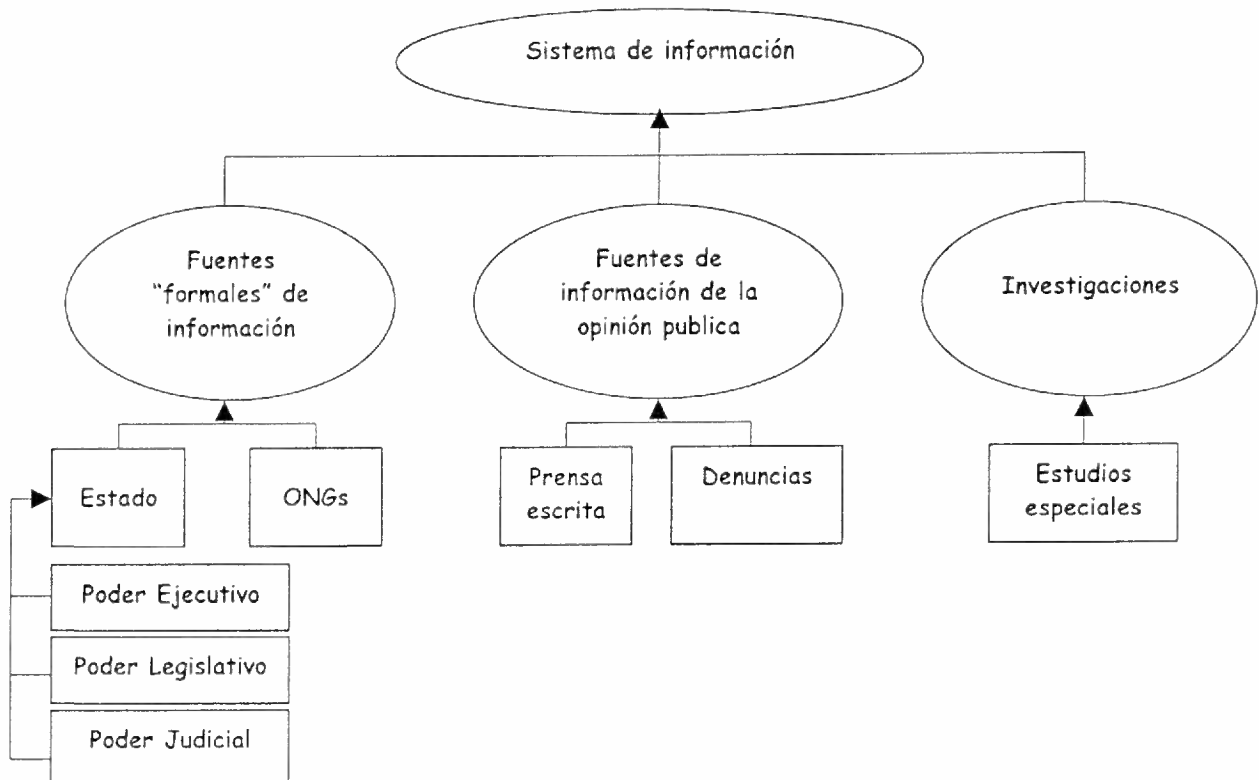 Sistema de información
Fuentes
"formales" de
información
Fuentes de
información de la
opinión publica
Investigaciones
Estado
ONGs
Prensa
escrita
Denuncias
Estudios
especiales
Poder Ejecutivo
Poder Legislativo
Poder Judicial